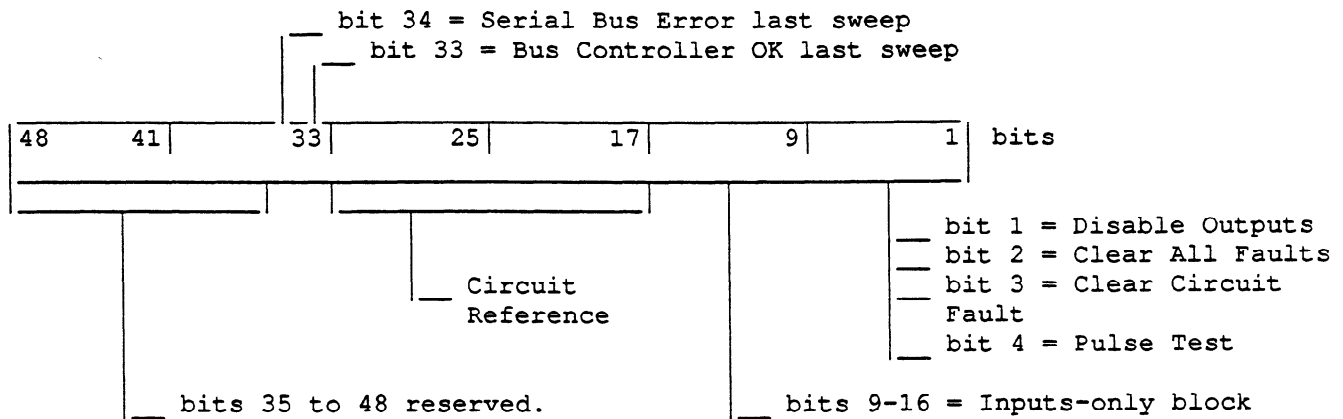 bit 34 = Serial Bus Error last sweep
bit 33 = Bus Controller OK last sweep
48 41 33 25 17 9 1 bits
bit 1 = Disable Outputs
bit 2 = Clear All Faults
bit 3 = Clear Circuit
Fault
bit 4 = Pulse Test
Circuit
Reference
bits 35 to 48 reserved.
bits 9-16 = Inputs-only block